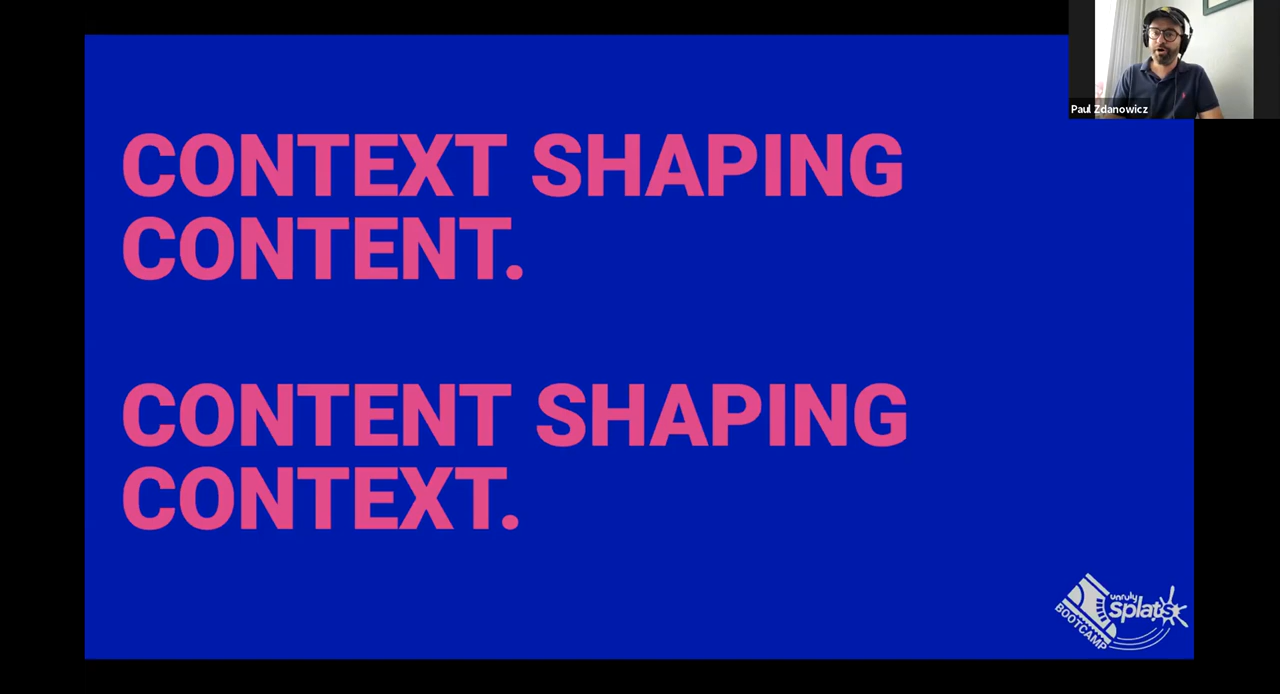 Paul Zdanowicz
CONTEXT SHAPING
CONTENT.
CONTENT SHAPING
CONTEXT.
unruly
splats
BOOTCAMP